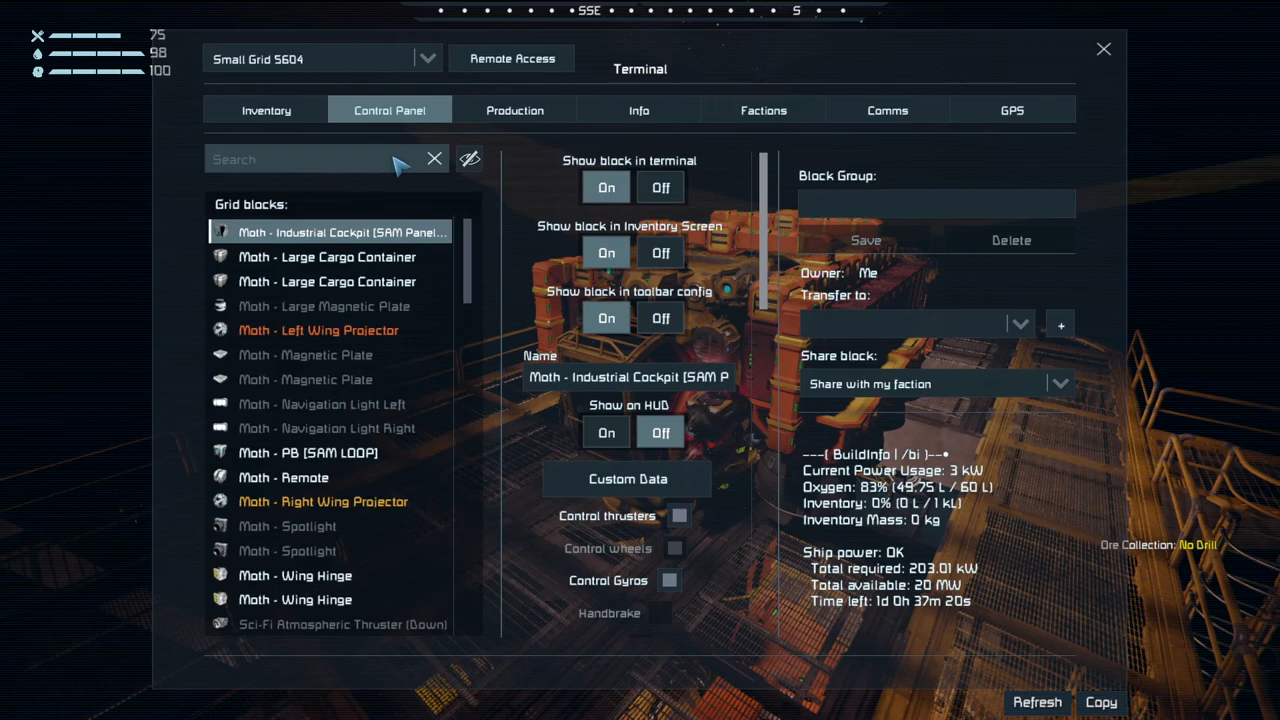 SSE
S
75
98
100
Small Grid 5604
Remote Access
Terminal
Inventory
Control Panel
Production
Info
Factions
Comms
GPS
Search
Grid blocks:
Moth - Industrial Cockpit [SAM Panel...
Moth - Large Cargo Container
Moth - Large Cargo Container
Moth - Large Magnetic Plate
Moth - Left Wing Projector
Moth - Magnetic Plate
Moth - Magnetic Plate
Moth - Navigation Light Left
Moth - Navigation Light Right
Moth - PB [SAM LOOP]
Moth - Remote
Moth - Right Wing Projector
Moth - Spotlight
Moth - Spotlight
Moth - Wing Hinge
Moth - Wing Hinge
Sci-Fi Atmospheric Thruster (Down)
Show block in terminal
On Off
Show block in Inventory Screen
On Off
Show block in toolbar config
On Off
Name
Moth - Industrial Cockpit [SAM P
Show on HUD
On Off
Custom Data
Control thrusters
Control wheels
Control Gyros
Handbrake
Block Group:
Save Delete
Owner: Me
Transfer to:
+
Share block:
Share with my faction
---( BuildInfo | /bi )--•
Current Power Usage: 3 kW
Oxygen: 83% (49.75 L / 60 L)
Inventory: 0% (0 L / 1 kL)
Inventory Mass: 0 kg
Ship power: OK
Total required: 203.01 kW
Total available: 20 MW
Time left: 1d 0h 37m 20s
Ore Collection: No Drill
Refresh
Copy